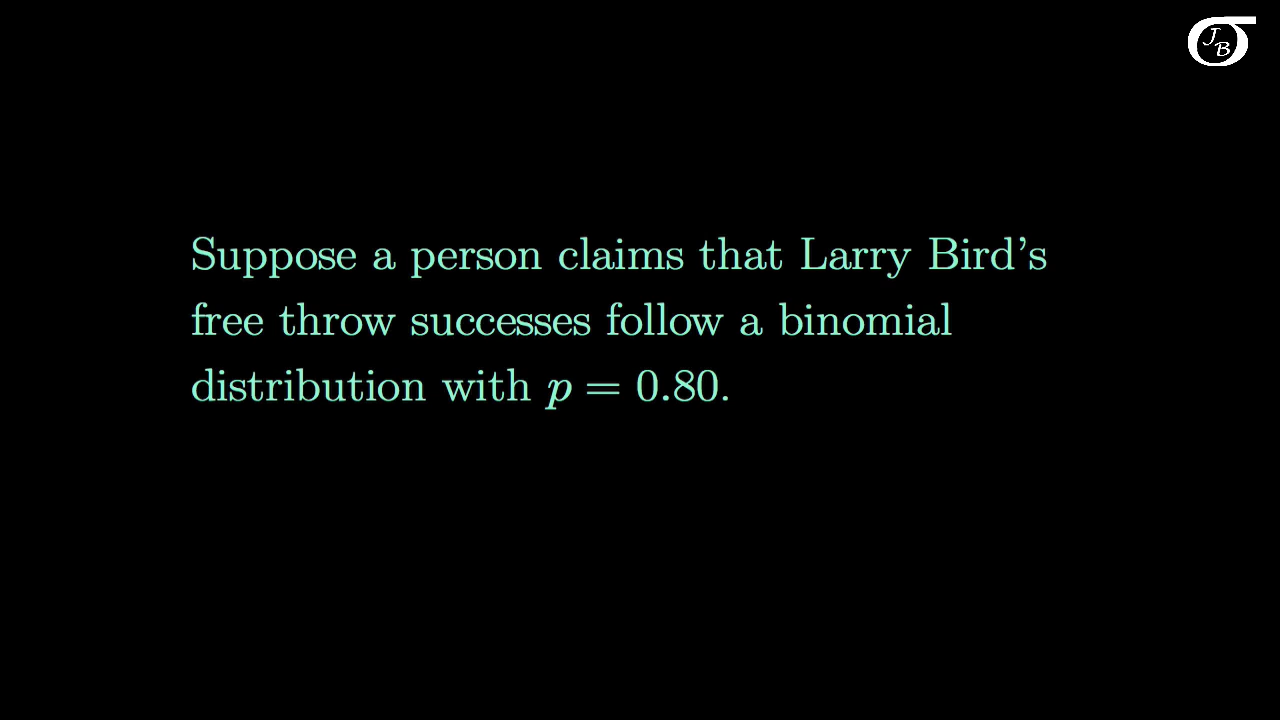 J
B
Suppose a person claims that Larry Bird’s
free throw successes follow a binomial
distribution with p = 0.80.